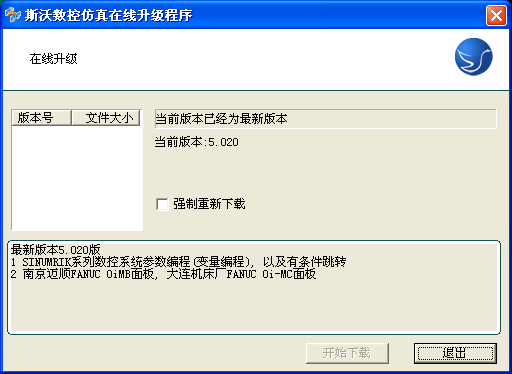 斯沃数控仿真在线升级程序
在线升级
版本号 文件大小
当前版本已经为最新版本
当前版本:5.020
强制重新下载
最新版本5.020版
1 SINUMRIK系列数控系统参数编程(变量编程), 以及有条件跳转
2 南京迈顺FANUC OiMB面板, 大连机床厂FANUC Oi-MC面板
开始下载 退出